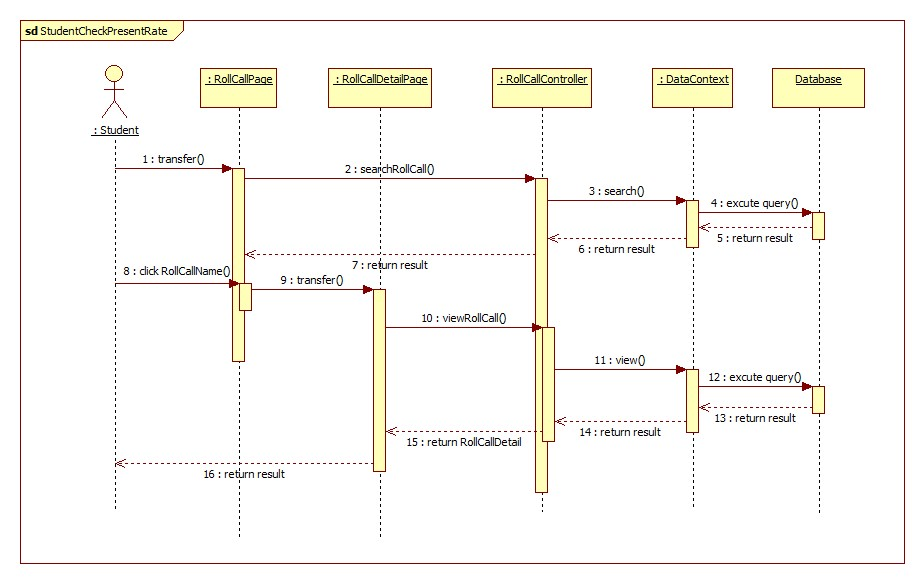 sd StudentCheckPresentRate
: RollCallPage
: RollCallDetailPage
: RollCallController
: DataContext
Database
: Student
1 : transfer()
2 : searchRollCall()
3 : search()
4 : excute query()
5 : return result
6 : return result
7 : return result
8 : click RollCallName()
9 : transfer()
10 : viewRollCall()
11 : view()
12 : excute query()
13 : return result
14 : return result
15 : return RollCallDetail
16 : return result